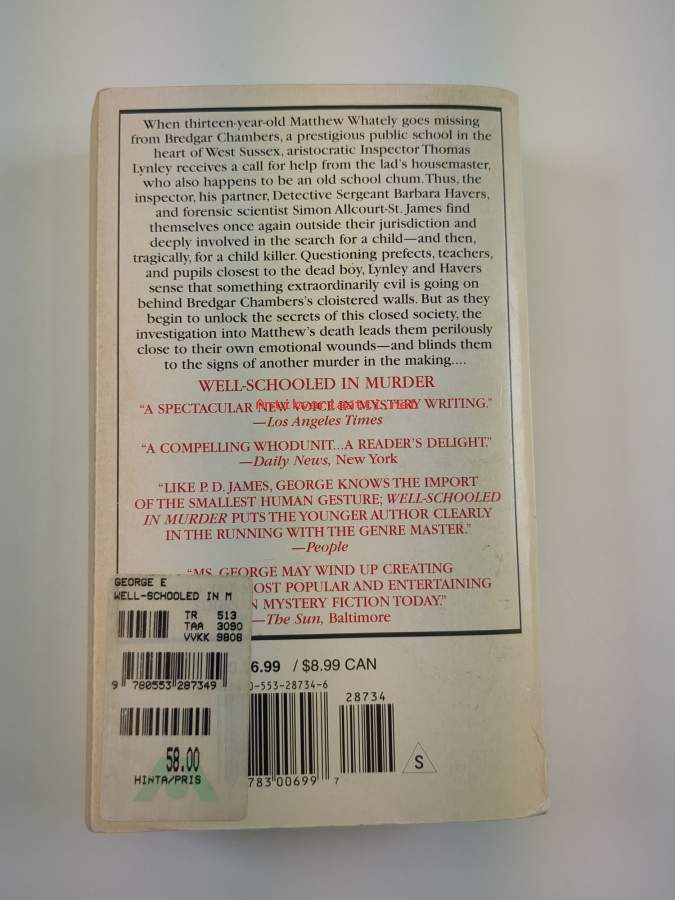 When thirteen-year-old Matthew Whately goes missing
from Bredgar Chambers, a prestigious public school in the
heart of West Sussex, aristocratic Inspector Thomas
Lynley receives a call for help from the lad's housemaster,
who also happens to be an old school chum. Thus, the
inspector, his partner, Detective Sergeant Barbara Havers,
and forensic scientist Simon Allcourt-St. James find
themselves once again outside their jurisdiction and
deeply involved in the search for a child—and then,
tragically, for a child killer. Questioning prefects, teachers,
and pupils closest to the dead boy, Lynley and Havers
sense that something extraordinarily evil is going on
behind Bredgar Chambers's cloistered walls. But as they
begin to unlock the secrets of this closed society, the
investigation into Matthew's death leads them perilously
close to their own emotional wounds—and blinds them
to the signs of another murder in the making....
WELL-SCHOOLED IN MURDER
"A SPECTACULAR NEW VOICE IN MYSTERY WRITING."
—Los Angeles Times
"A COMPELLING WHODUNIT...A READER'S DELIGHT."
—Daily News, New York
"LIKE P. D. JAMES, GEORGE KNOWS THE IMPORT
OF THE SMALLEST HUMAN GESTURE; WELL-SCHOOLED
IN MURDER PUTS THE YOUNGER AUTHOR CLEARLY
IN THE RUNNING WITH THE GENRE MASTER."
—People
"MS. GEORGE MAY WIND UP CREATING
MOST POPULAR AND ENTERTAINING
IN MYSTERY FICTION TODAY."
—The Sun, Baltimore
GEORGE E
WELL-SCHOOLED IN M
TR 513
TAA 3090
VVKK 9806
6.99 / $8.99 CAN
0-553-28734-6
9 780553 287349
28734
58.00
HINTA/PRIS
783 00699 7
S